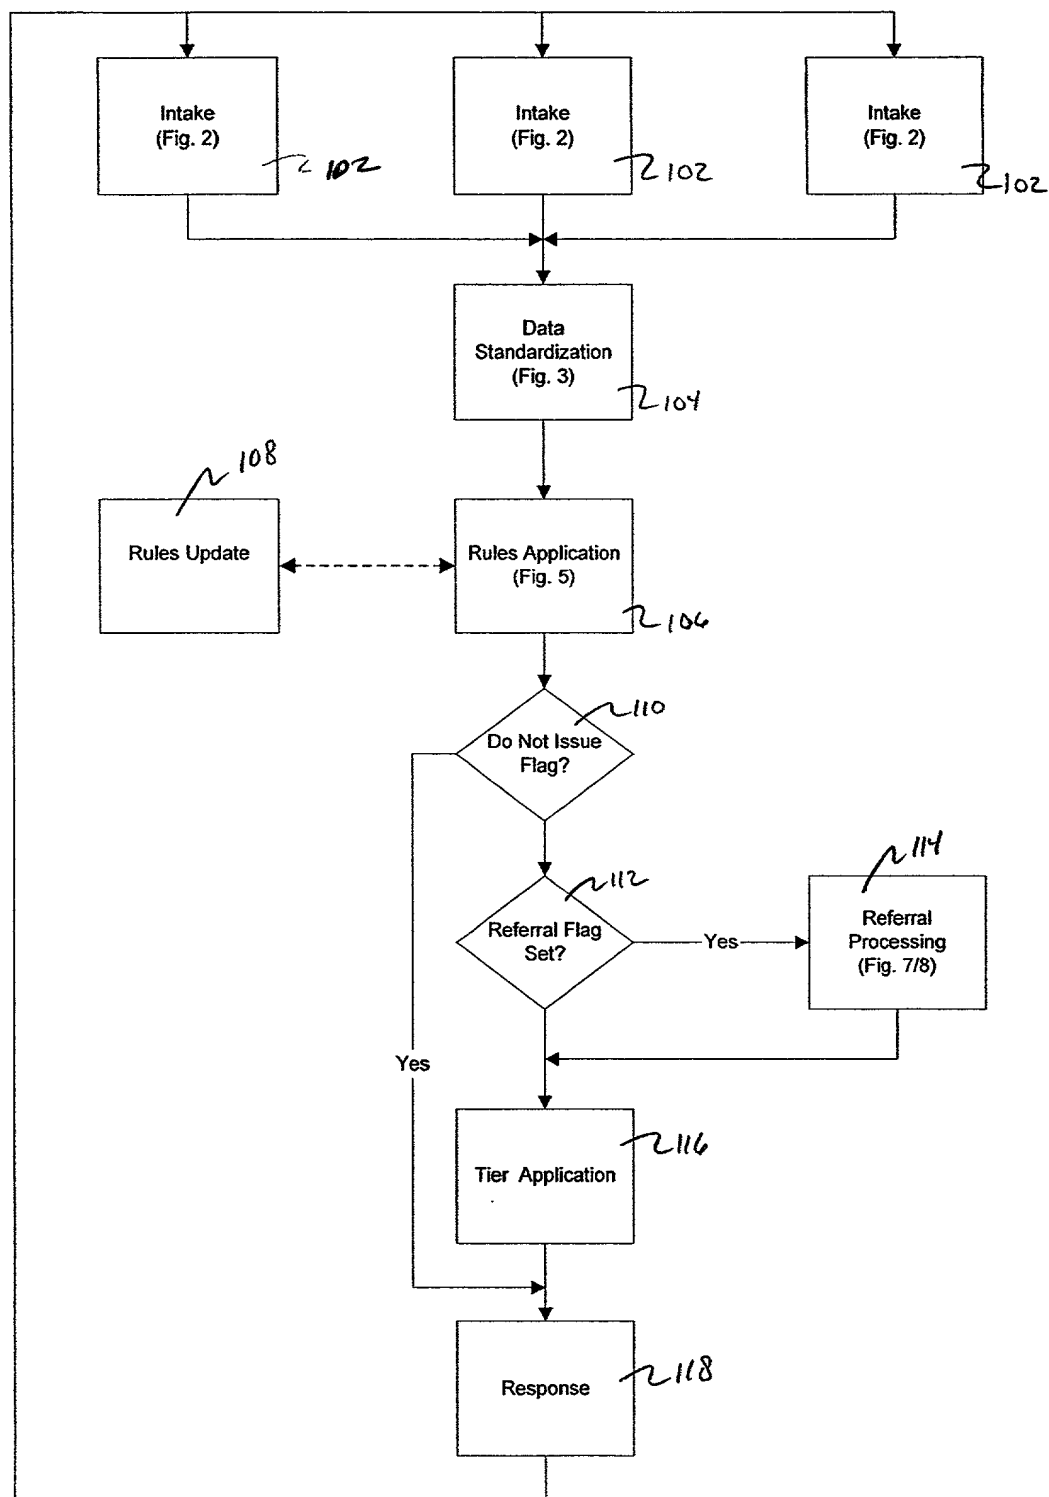 Intake
(Fig. 2)
102
Intake
(Fig. 2)
102
Intake
(Fig. 2)
102
Data
Standardization
(Fig. 3)
104
108
Rules Update
Rules Application
(Fig. 5)
106
110
Do Not Issue
Flag?
112
Referral Flag
Set?
Yes
114
Referral
Processing
(Fig. 7/8)
Yes
116
Tier Application
118
Response